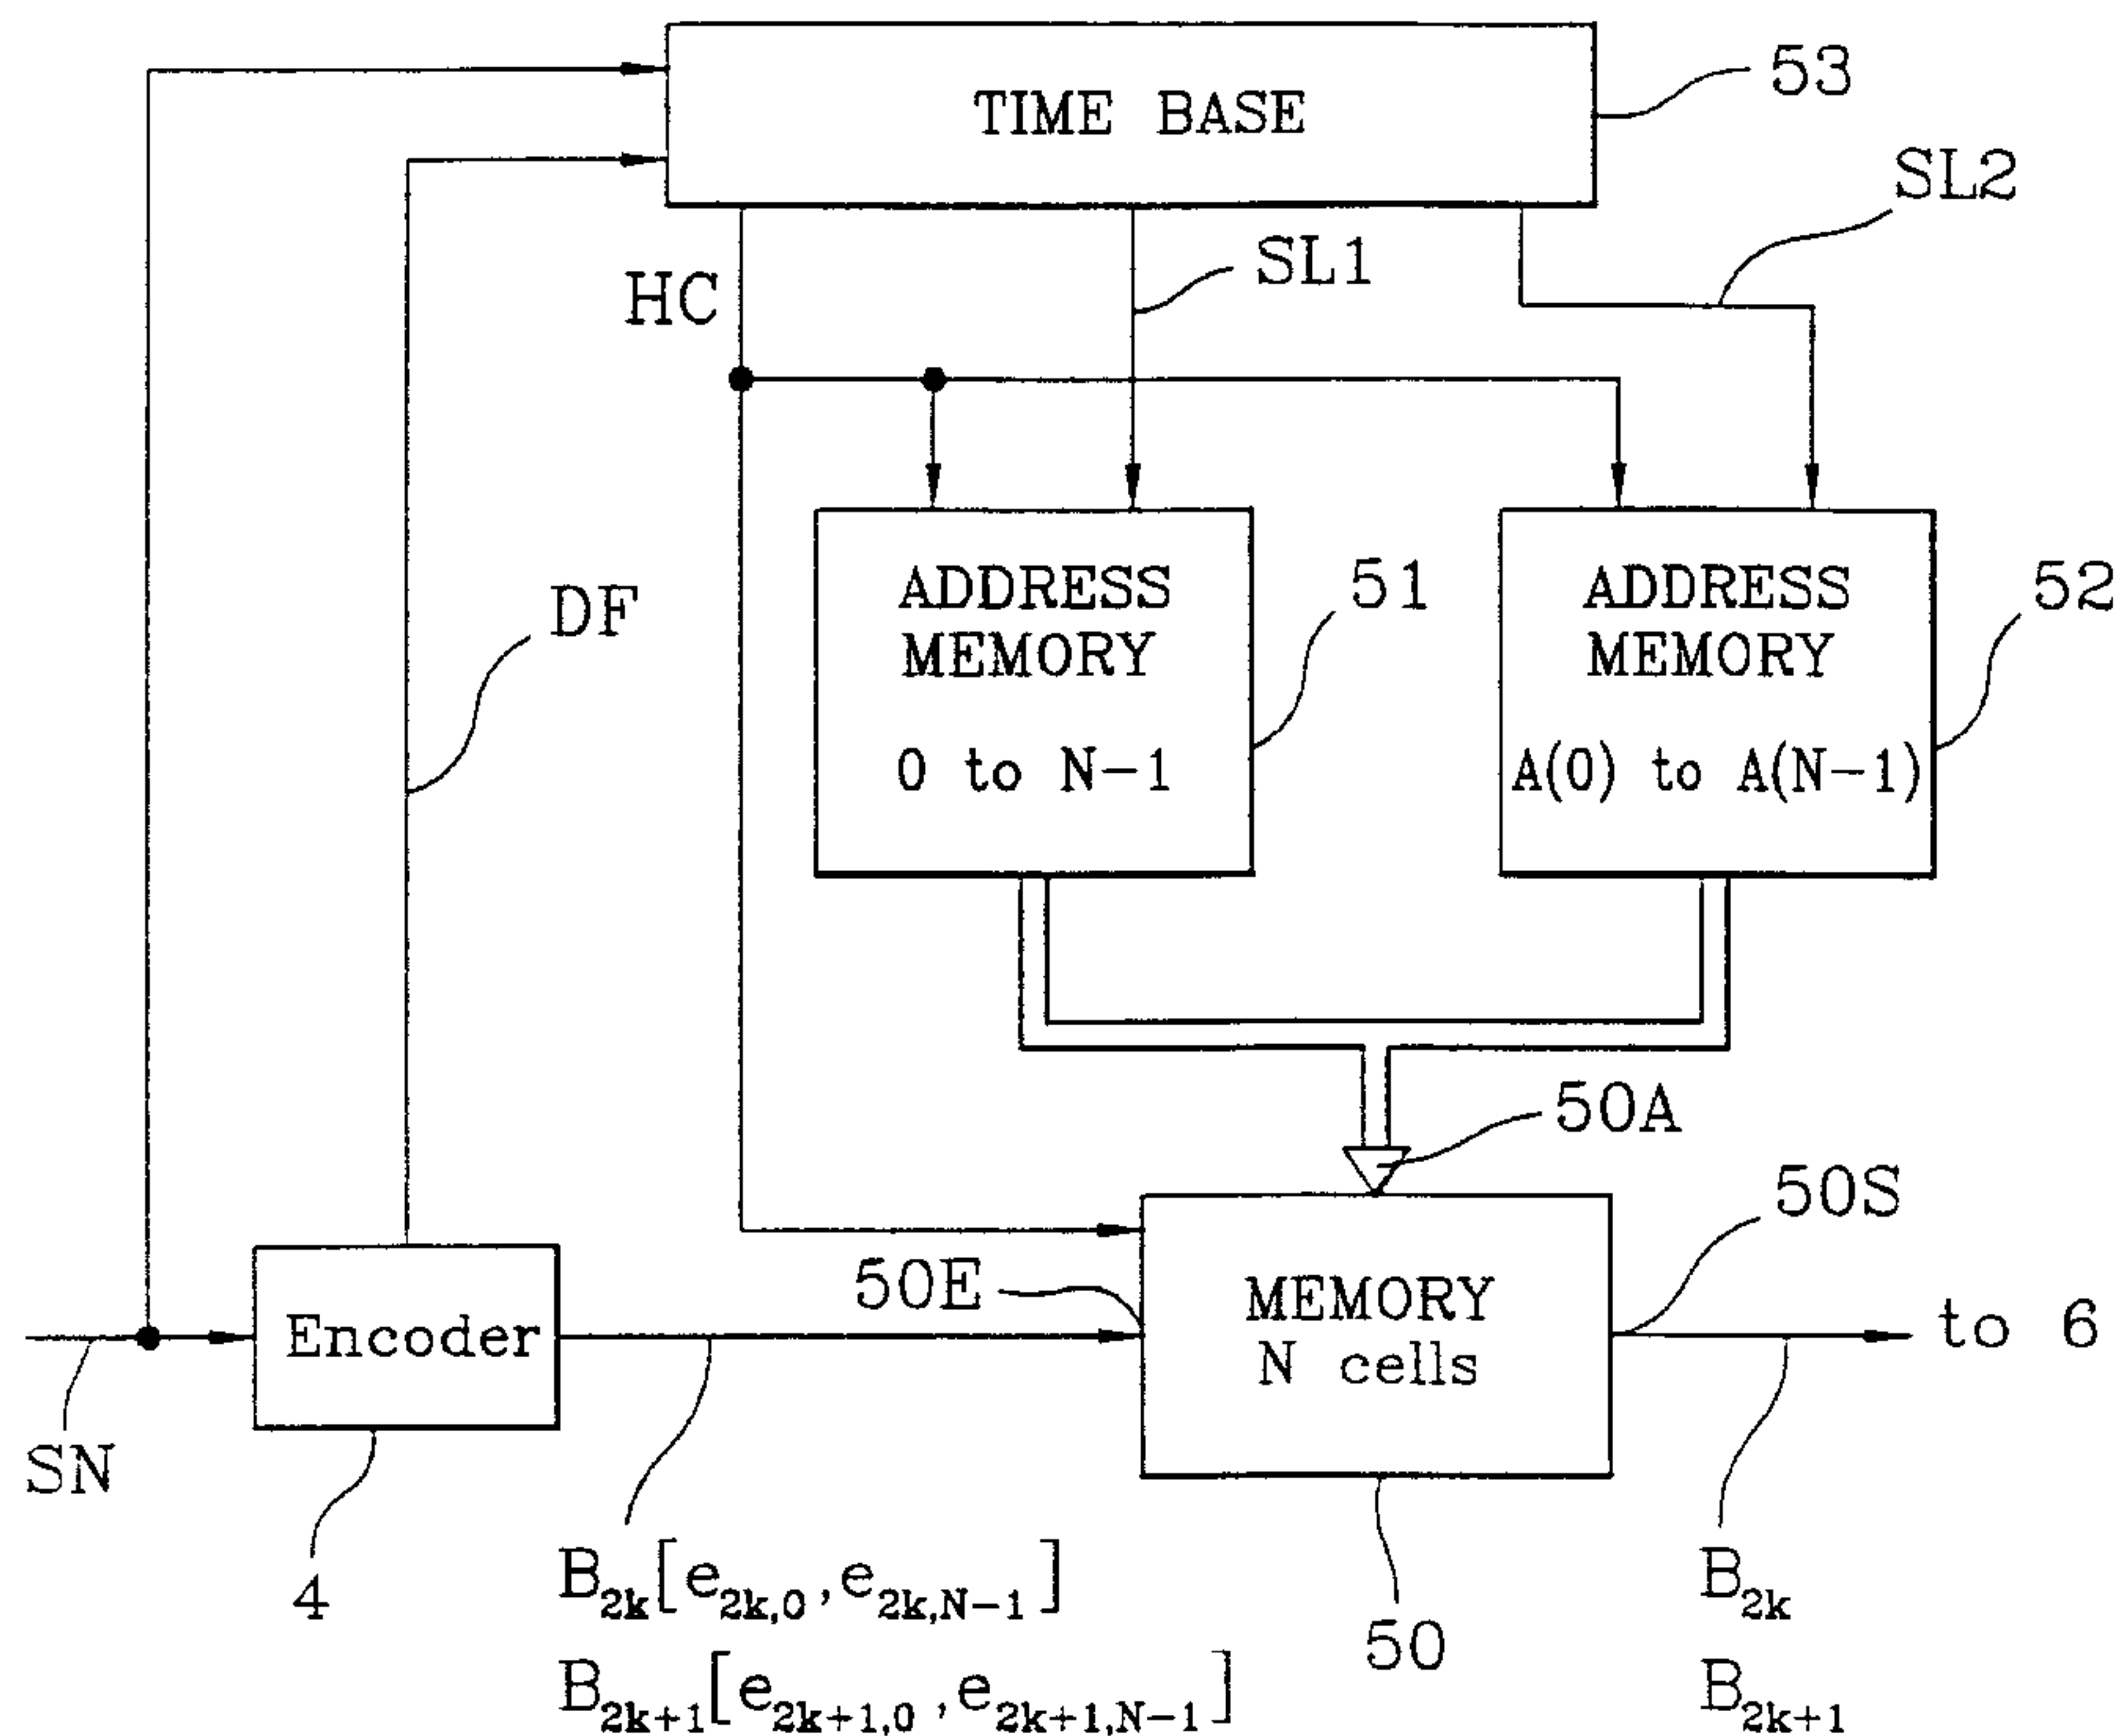 TIME BASE
53
SL2
HC
SL1
DF
ADDRESS
MEMORY
0 to N-1
51
ADDRESS
MEMORY
A(0) to A(N-1)
52
50A
50S
50E
Encoder
MEMORY
N cells
to 6
SN
4
B2k[e2k,0,e2k,N-1]
B2k+1[e2k+1,0,e2k+1,N-1]
50
B2k
B2k+1